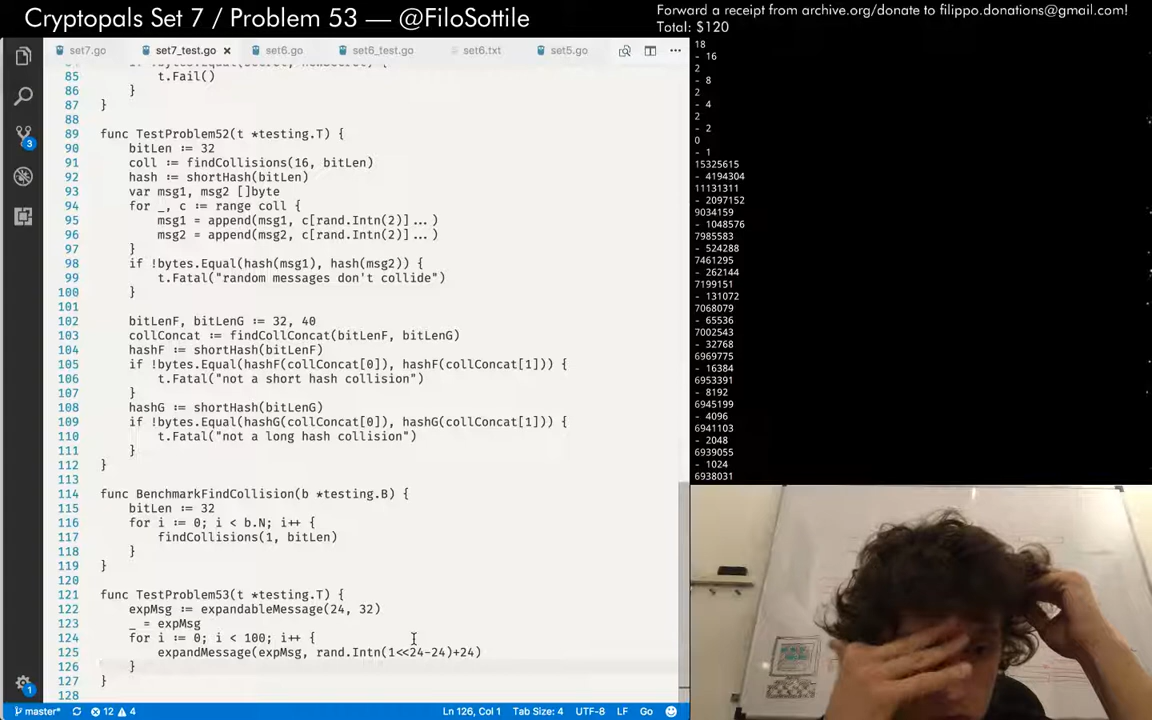 Cryptopals Set 7 / Problem 53 — @FiloSottile
Forward a receipt from archive.org/donate to filippo.donations@gmail.com!
Total: $120
set7.go
set7_test.go
set6.go
set6_test.go
set6.txt
set5.go
85 t.Fail()
86 }
87 }
88
89 func TestProblem52(t *testing.T) {
90 bitLen := 32
91 coll := findCollisions(16, bitLen)
92 hash := shortHash(bitLen)
93 var msg1, msg2 []byte
94 for _, c := range coll {
95 msg1 = append(msg1, c[rand.Intn(2)]...)
96 msg2 = append(msg2, c[rand.Intn(2)]...)
97 }
98 if !bytes.Equal(hash(msg1), hash(msg2)) {
99 t.Fatal("random messages don't collide")
100 }
101
102 bitLenF, bitLenG := 32, 40
103 collConcat := findCollConcat(bitLenF, bitLenG)
104 hashF := shortHash(bitLenF)
105 if !bytes.Equal(hashF(collConcat[0]), hashF(collConcat[1])) {
106 t.Fatal("not a short hash collision")
107 }
108 hashG := shortHash(bitLenG)
109 if !bytes.Equal(hashG(collConcat[0]), hashG(collConcat[1])) {
110 t.Fatal("not a long hash collision")
111 }
112 }
113
114 func BenchmarkFindCollision(b *testing.B) {
115 bitLen := 32
116 for i := 0; i < b.N; i++ {
117 findCollisions(1, bitLen)
118 }
119 }
120
121 func TestProblem53(t *testing.T) {
122 expMsg := expandableMessage(24, 32)
123 _ = expMsg
124 for i := 0; i < 100; i++ {
125 expandMessage(expMsg, rand.Intn(1<<24-24)+24)
126 }
127 }
128
18
- 16
2
- 8
2
- 4
2
- 2
0
- 1
15325615
- 4194304
11131311
- 2097152
9034159
- 1048576
7985583
- 524288
7461295
- 262144
7199151
- 131072
7068079
- 65536
7002543
- 32768
6969775
- 16384
6953391
- 8192
6945199
- 4096
6941103
- 2048
6939055
- 1024
6938031
3
1
master*
12
4
Ln 126, Col 1
Tab Size: 4
UTF-8
LF
Go